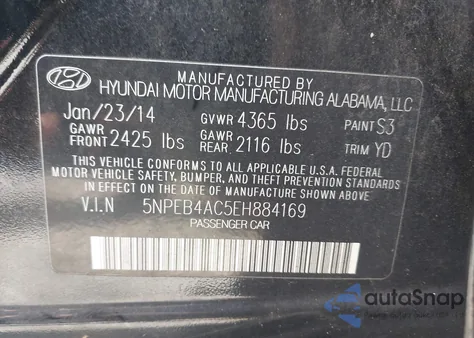 MANUFACTURED BY
HYUNDAI MOTOR MANUFACTURING ALABAMA, LLC
Jan/23/14 GVWR 4365 lbs PAINT S3
GAWR FRONT 2425 lbs GAWR REAR 2116 lbs TRIM YD
THIS VEHICLE CONFORMS TO ALL APPLICABLE U.S.A. FEDERAL
MOTOR VEHICLE SAFETY, BUMPER, AND THEFT PREVENTION STANDARDS
IN EFFECT ON THE DATE OF MANUFACTURE SHOWN ABOVE.
V.I.N 5NPEB4AC5EH884169
PASSENGER CAR
autoSnap